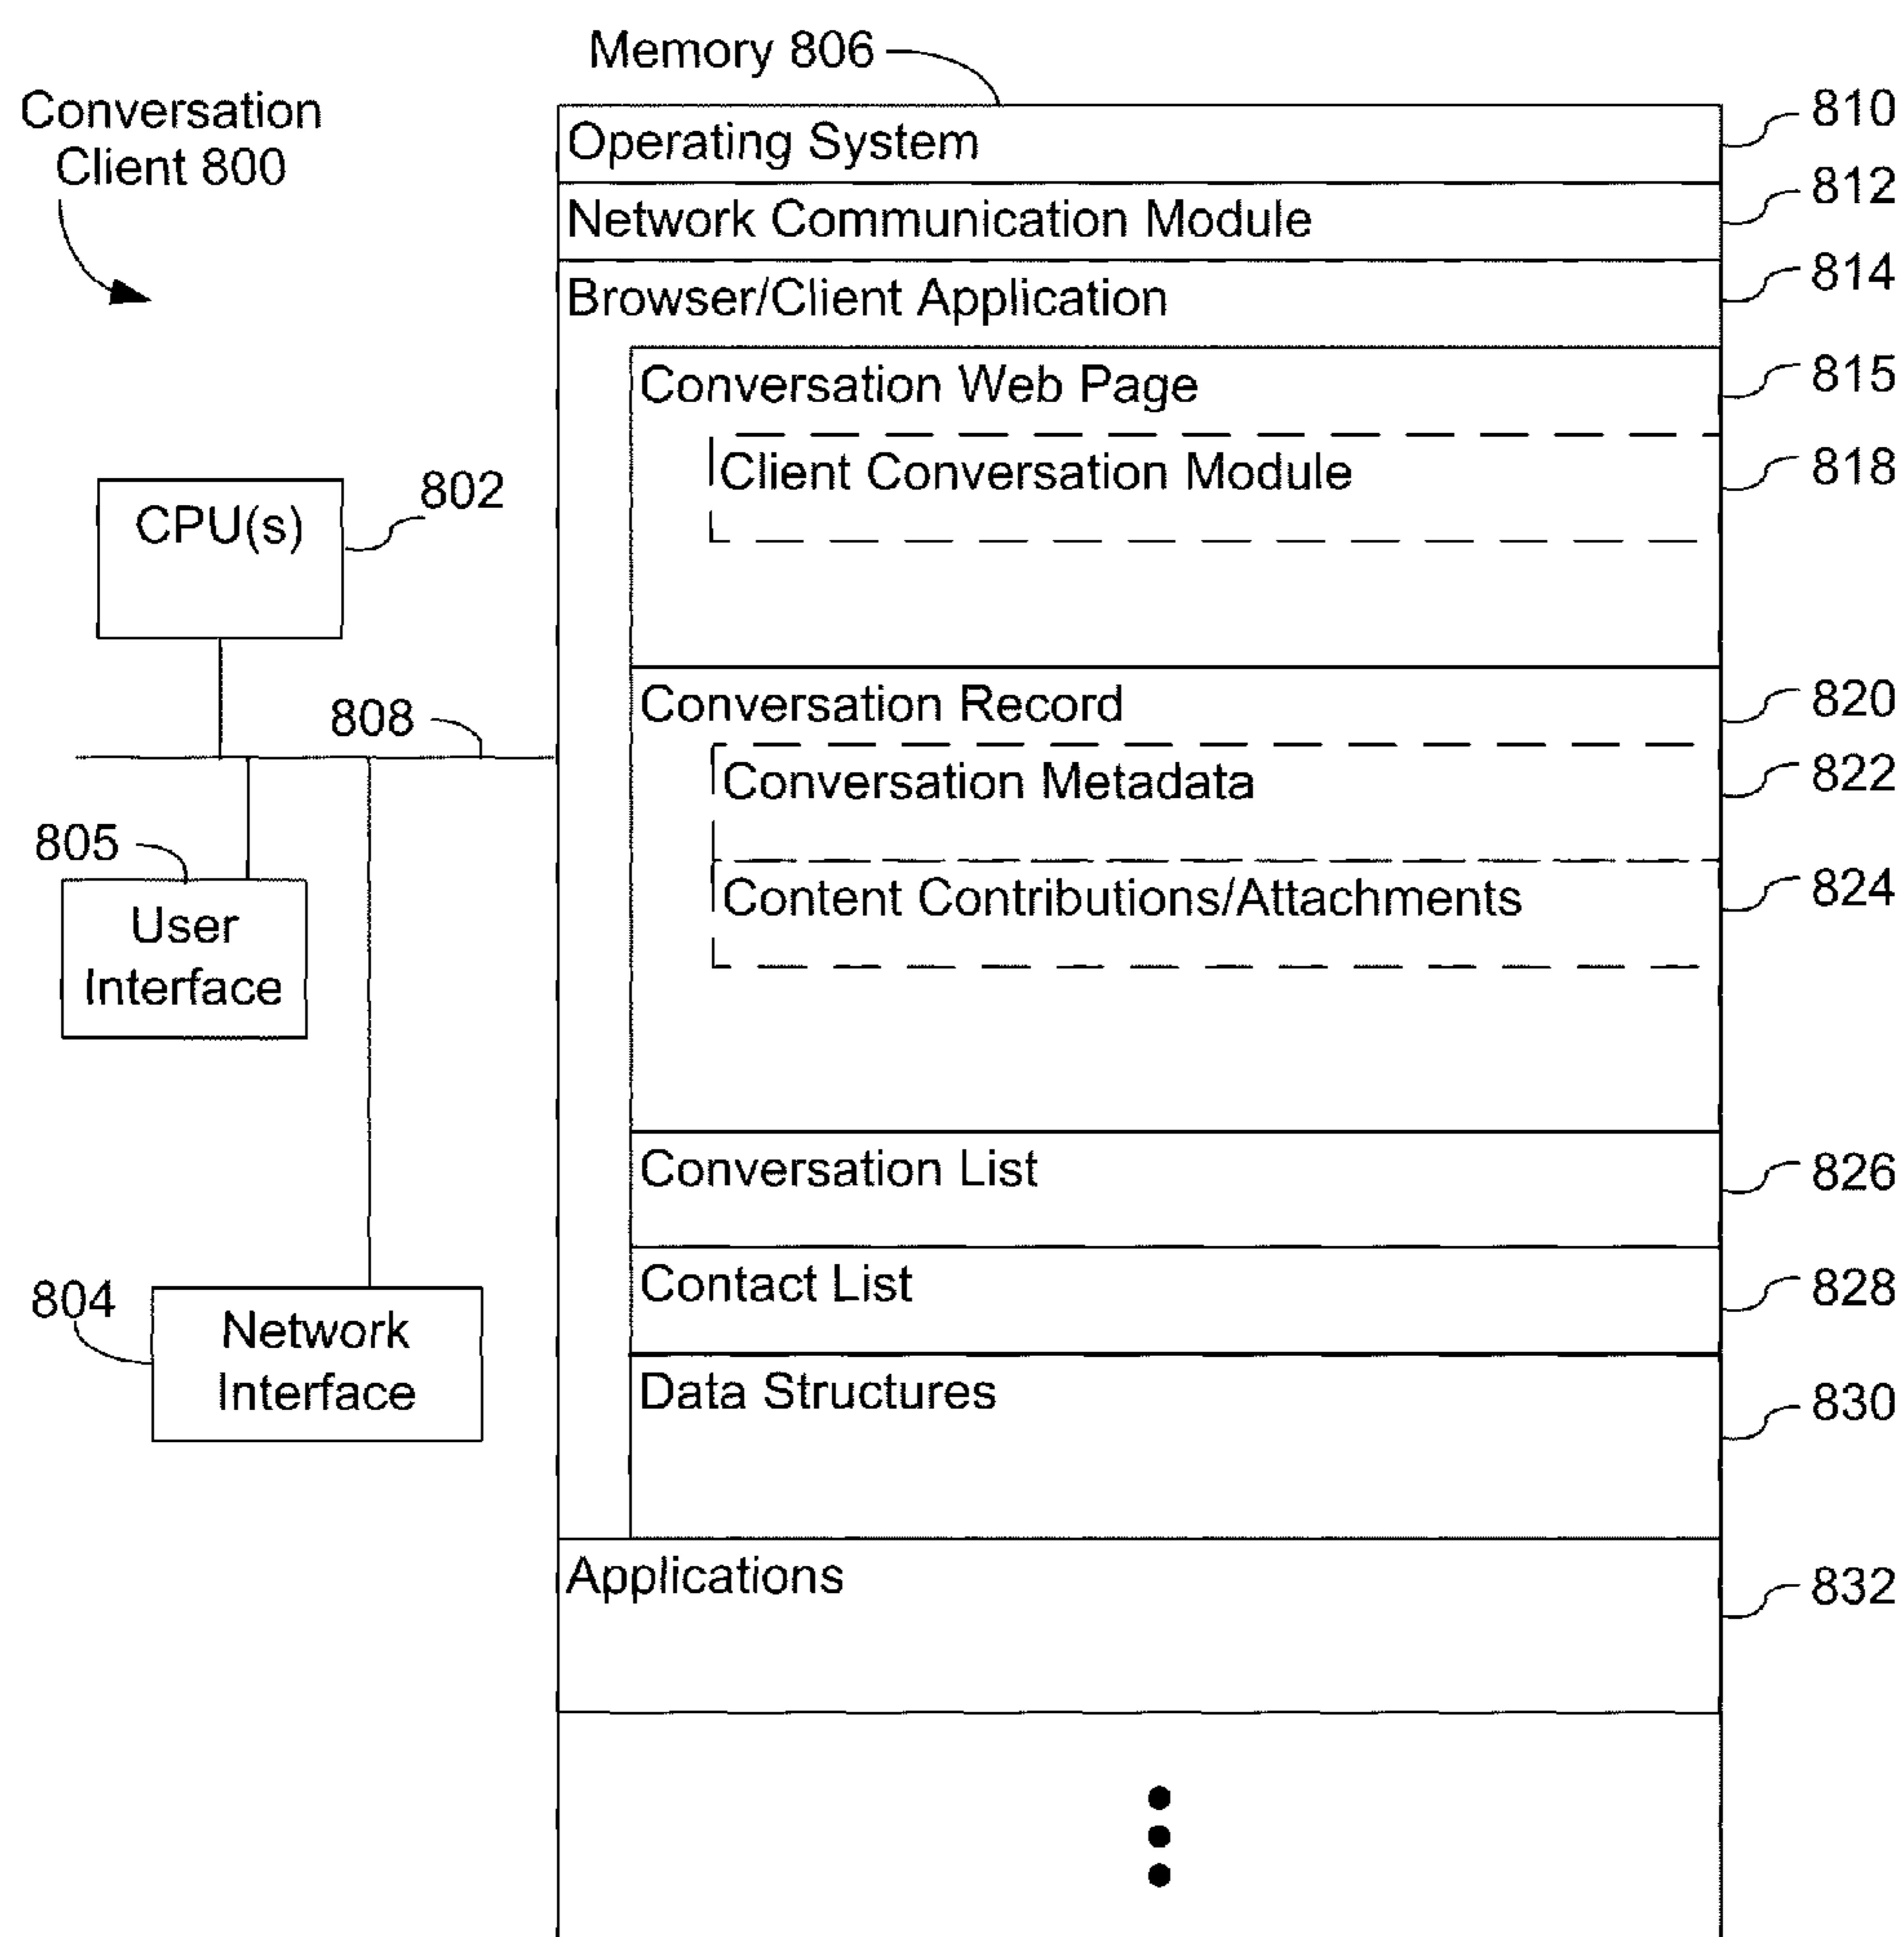 Memory 806
Conversation
Client 800
Operating System
810
Network Communication Module
812
Browser/Client Application
814
Conversation Web Page
815
Client Conversation Module
818
CPU(s)
802
Conversation Record
820
808
Conversation Metadata
822
805
User
Interface
Content Contributions/Attachments
824
Conversation List
826
Contact List
828
804
Network
Interface
Data Structures
830
Applications
832